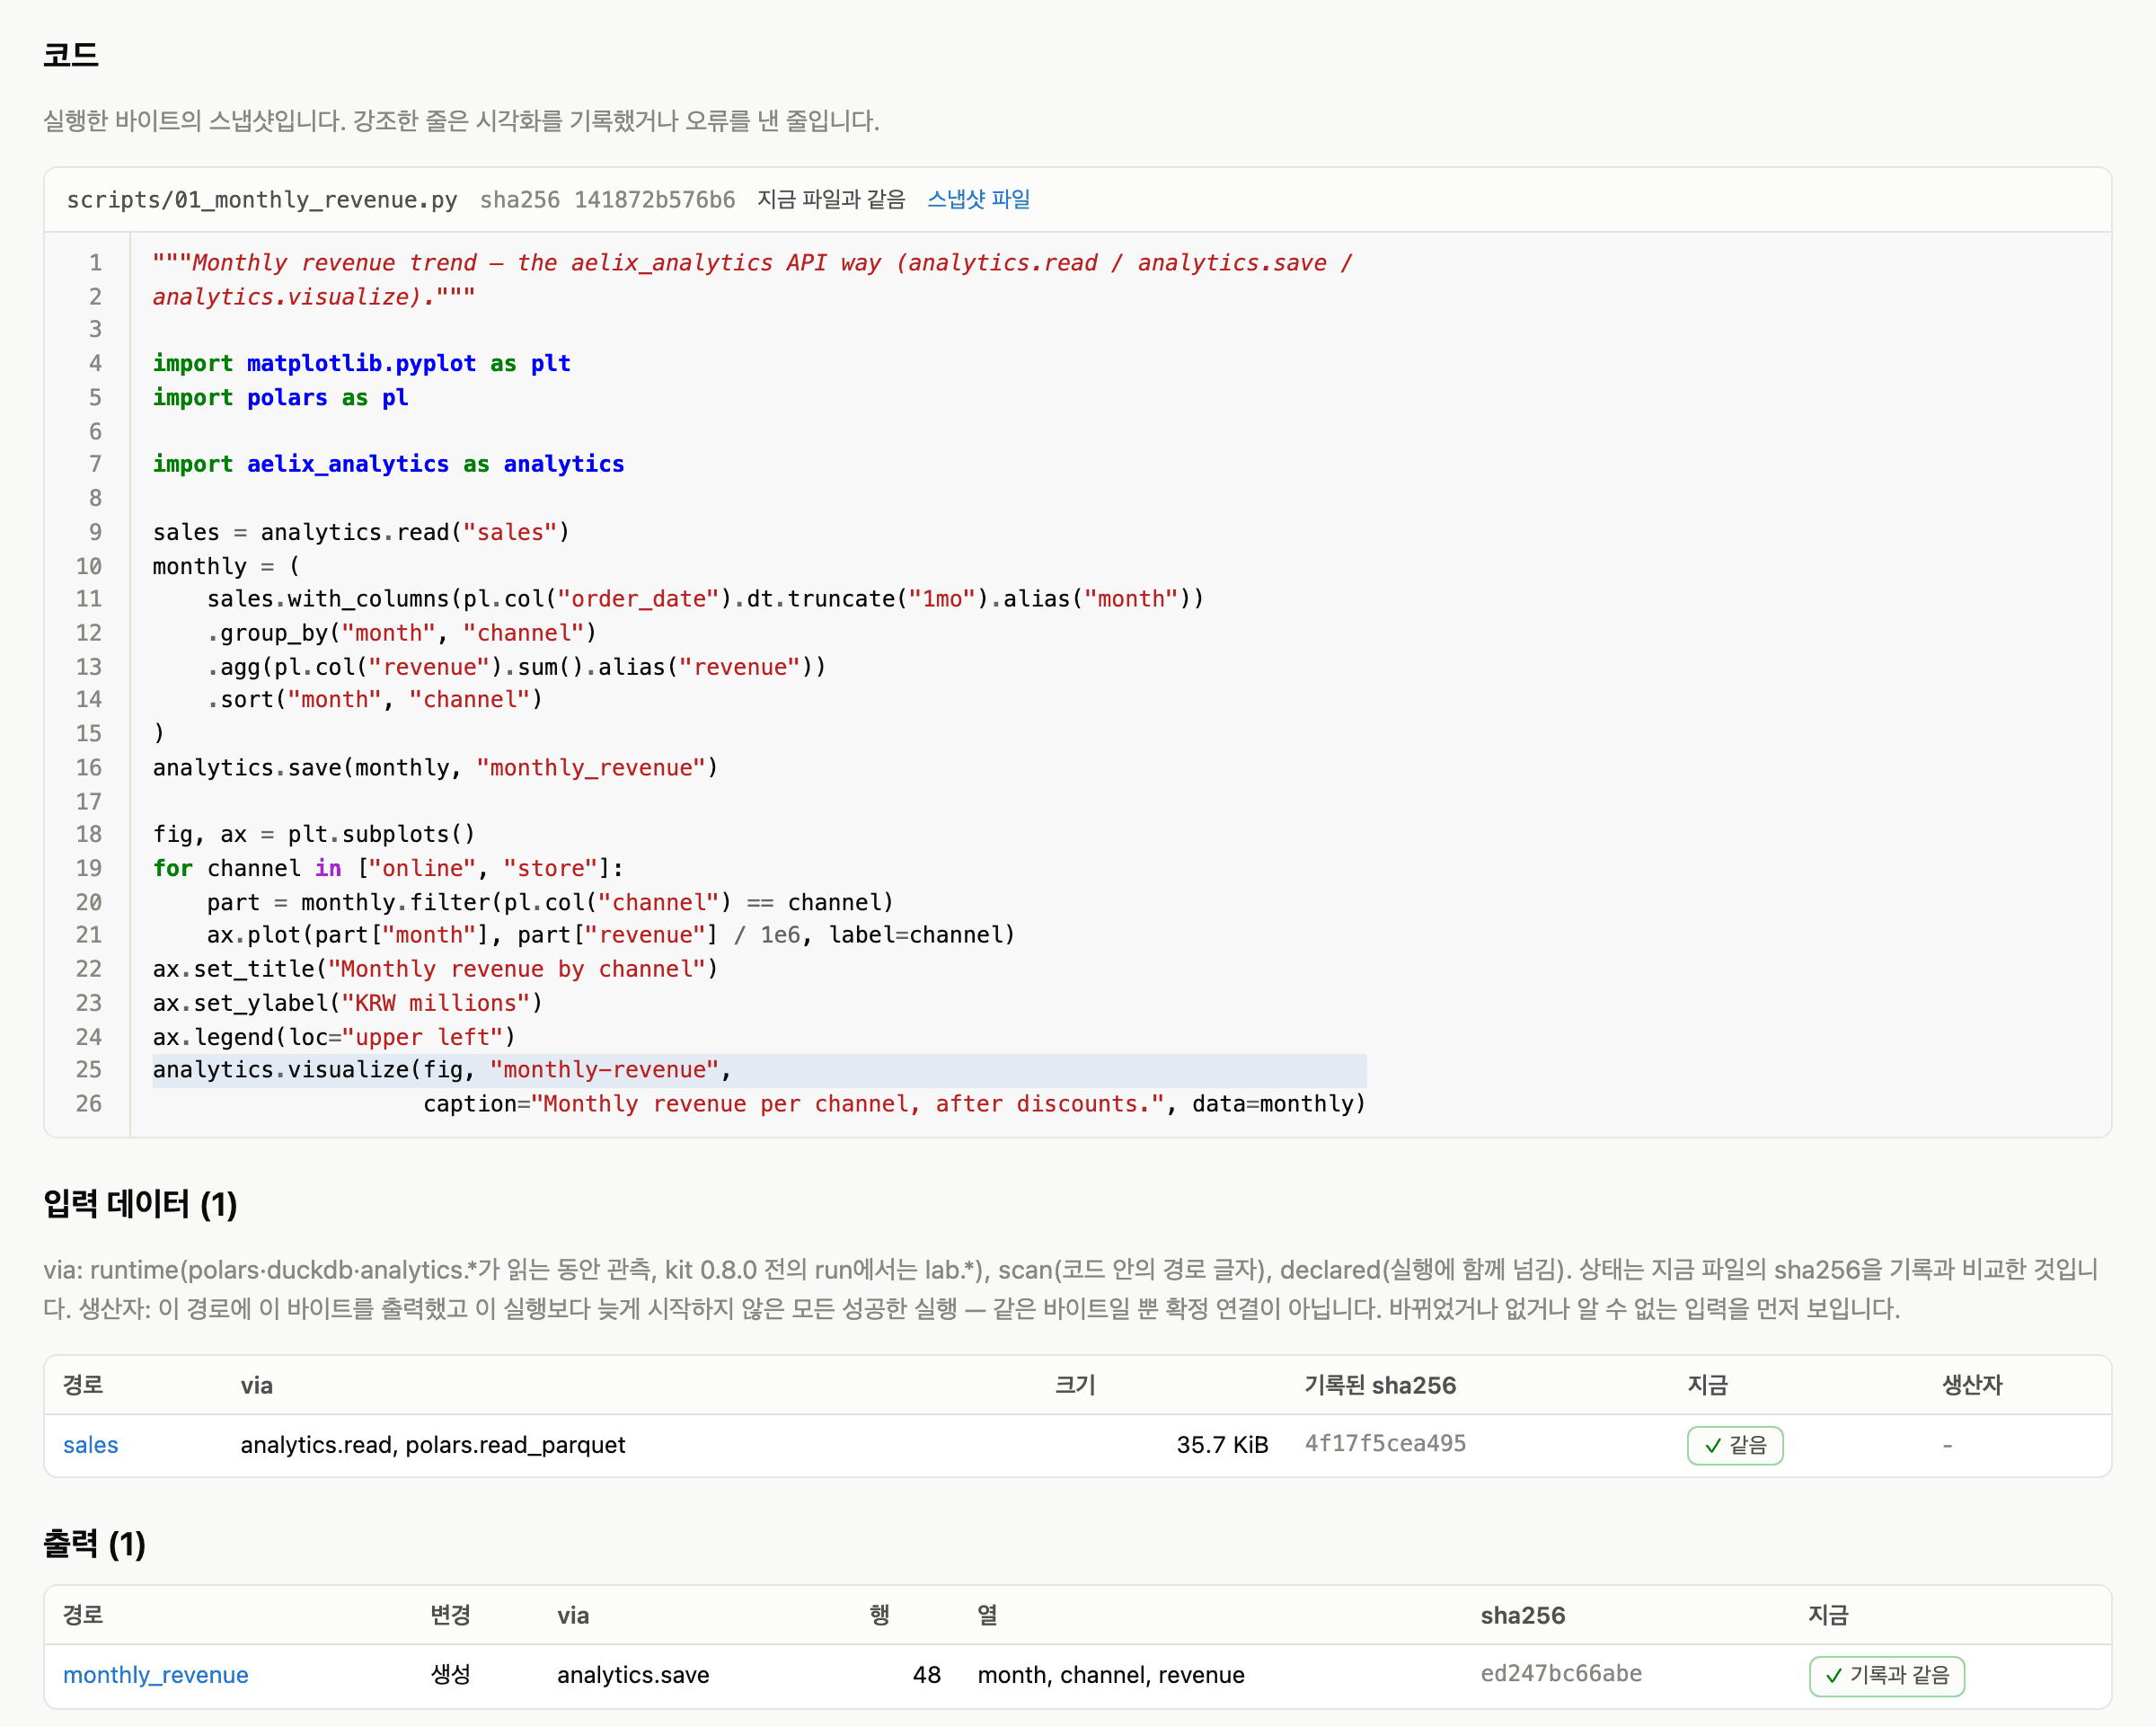 코드
실행한 바이트의 스냅샷입니다. 강조한 줄은 시각화를 기록했거나 오류를 낸 줄입니다.
scripts/01_monthly_revenue.py sha256 141872b576b6 지금 파일과 같음 스냅샷 파일
1 """Monthly revenue trend — the aelix_analytics API way (analytics.read / analytics.save /
2 analytics.visualize)."""
3
4 import matplotlib.pyplot as plt
5 import polars as pl
6
7 import aelix_analytics as analytics
8
9 sales = analytics.read("sales")
10 monthly = (
11     sales.with_columns(pl.col("order_date").dt.truncate("1mo").alias("month"))
12     .group_by("month", "channel")
13     .agg(pl.col("revenue").sum().alias("revenue"))
14     .sort("month", "channel")
15 )
16 analytics.save(monthly, "monthly_revenue")
17
18 fig, ax = plt.subplots()
19 for channel in ["online", "store"]:
20     part = monthly.filter(pl.col("channel") == channel)
21     ax.plot(part["month"], part["revenue"] / 1e6, label=channel)
22 ax.set_title("Monthly revenue by channel")
23 ax.set_ylabel("KRW millions")
24 ax.legend(loc="upper left")
25 analytics.visualize(fig, "monthly-revenue",
26                     caption="Monthly revenue per channel, after discounts.", data=monthly)
입력 데이터 (1)
via: runtime(polars·duckdb·analytics.*가 읽는 동안 관측, kit 0.8.0 전의 run에서는 lab.*), scan(코드 안의 경로 글자), declared(실행에 함께 넘김). 상태는 지금 파일의 sha256을 기록과 비교한 것입니
다. 생산자: 이 경로에 이 바이트를 출력했고 이 실행보다 늦게 시작하지 않은 모든 성공한 실행 — 같은 바이트일 뿐 확정 연결이 아닙니다. 바뀌었거나 없거나 알 수 없는 입력을 먼저 보입니다.
경로 via 크기 기록된 sha256 지금 생산자
sales analytics.read, polars.read_parquet 35.7 KiB 4f17f5cea495 ✓ 같음 -
출력 (1)
경로 변경 via 행 열 sha256 지금
monthly_revenue 생성 analytics.save 48 month, channel, revenue ed247bc66abe ✓ 기록과 같음